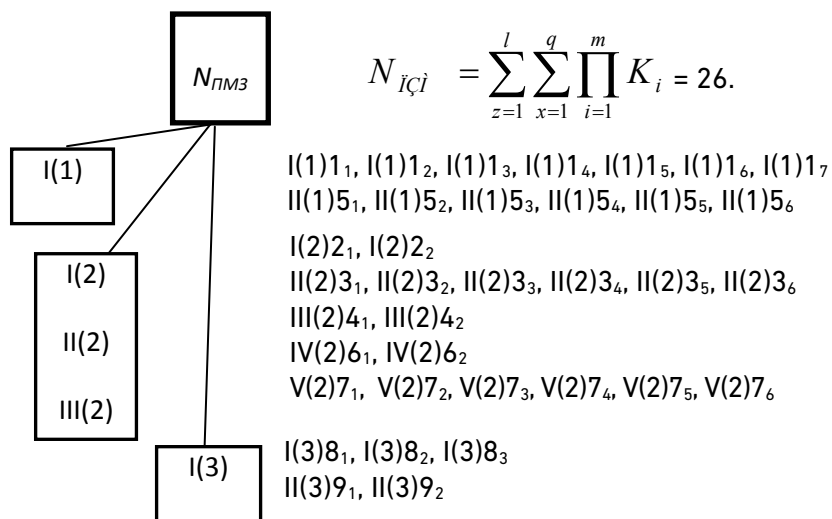 N_ПМЗ
N_ÏÇÌ = \sum_{z=1}^{l} \sum_{x=1}^{q} \prod_{i=1}^{m} K_i = 26.
I(1)
I(1)1₁, I(1)1₂, I(1)1₃, I(1)1₄, I(1)1₅, I(1)1₆, I(1)1₇
II(1)5₁, II(1)5₂, II(1)5₃, II(1)5₄, II(1)5₅, II(1)5₆
I(2)
II(2)
III(2)
I(2)2₁, I(2)2₂
II(2)3₁, II(2)3₂, II(2)3₃, II(2)3₄, II(2)3₅, II(2)3₆
III(2)4₁, III(2)4₂
IV(2)6₁, IV(2)6₂
V(2)7₁, V(2)7₂, V(2)7₃, V(2)7₄, V(2)7₅, V(2)7₆
I(3)
I(3)8₁, I(3)8₂, I(3)8₃
II(3)9₁, II(3)9₂